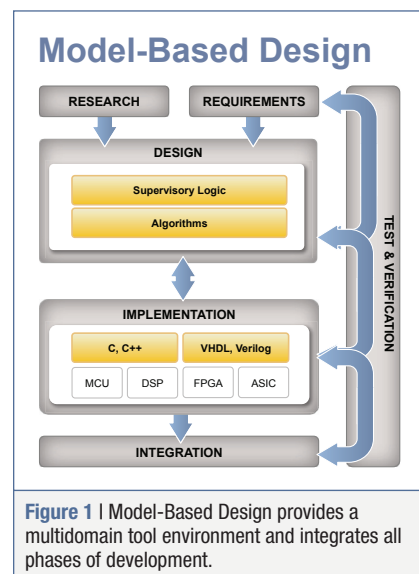 Model-Based Design
RESEARCH
REQUIREMENTS
DESIGN
Supervisory Logic
Algorithms
TEST & VERIFICATION
IMPLEMENTATION
C, C++
VHDL, Verilog
MCU
DSP
FPGA
ASIC
INTEGRATION
Figure 1 | Model-Based Design provides a
multidomain tool environment and integrates all
phases of development.